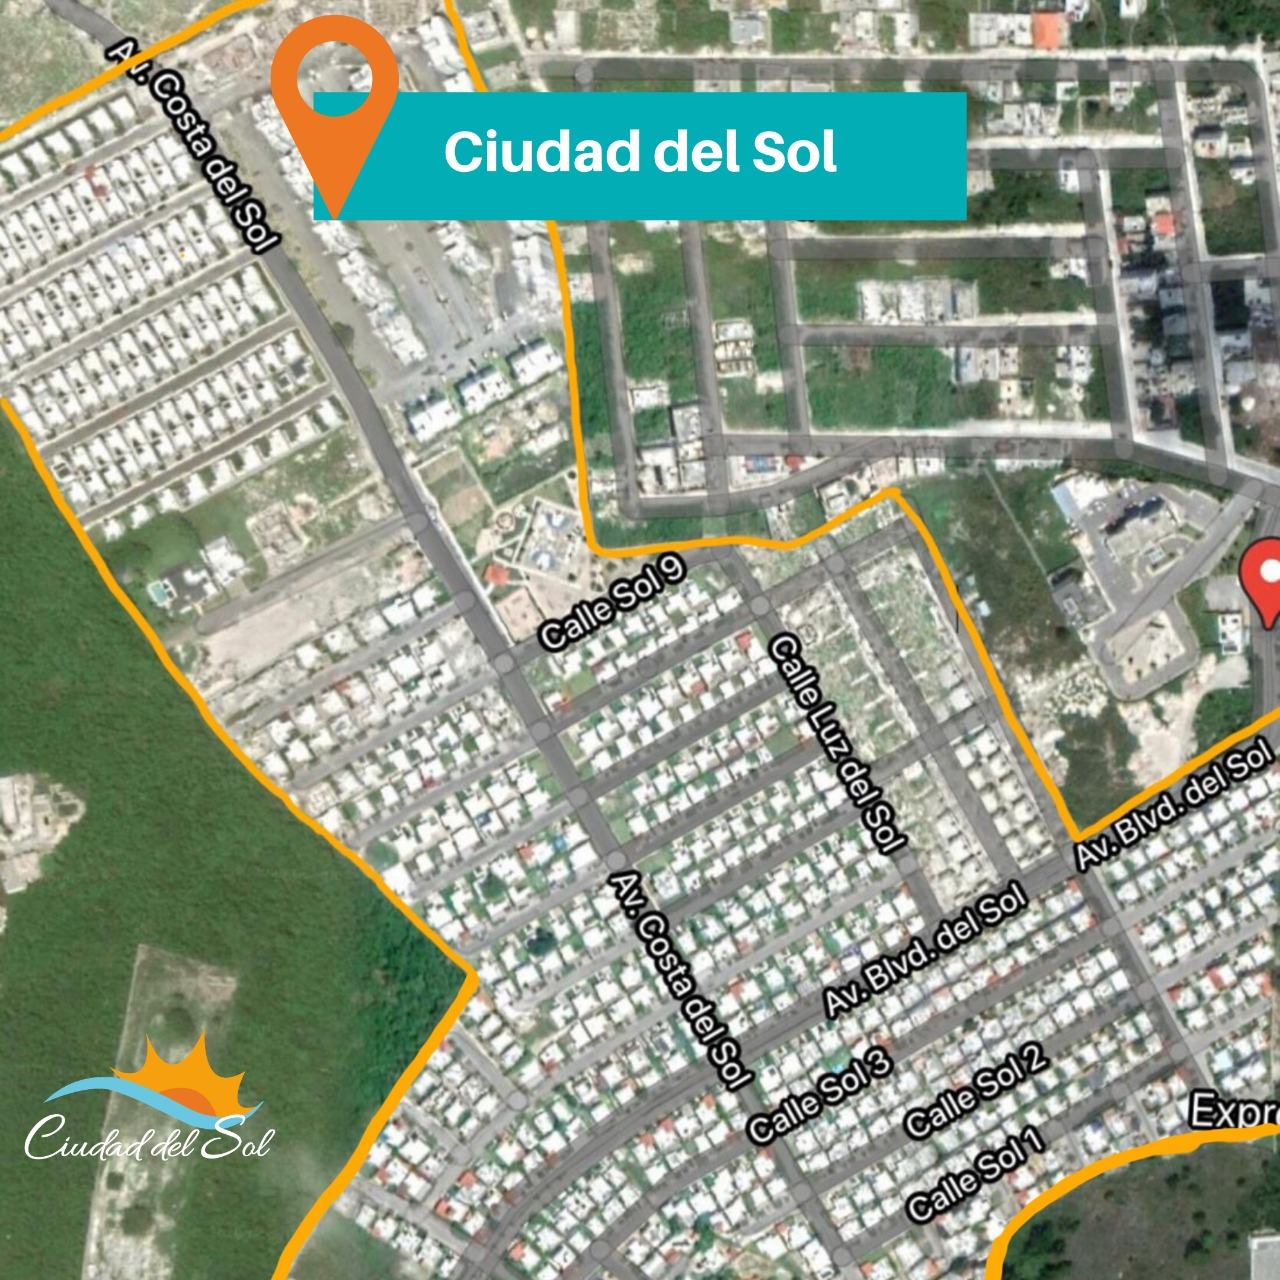 Av. Costa del Sol
Ciudad del Sol
Calle Sol 9
Calle Luz del Sol
Av. Blvd. del Sol
Av. Costa del Sol
Av. Blvd. del Sol
Calle Sol 3
Calle Sol 2
Expr
Calle Sol 1
Ciudad del Sol